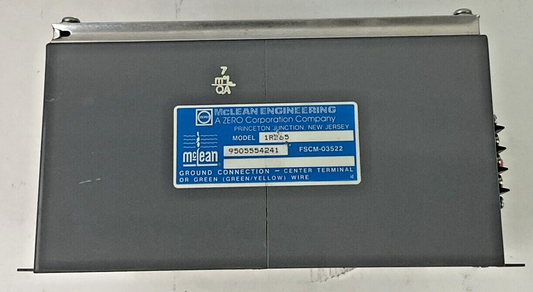 7
QA
McLEAN ENGINEERING
A ZERO Corporation Company
PRINCETON JUNCTION, NEW JERSEY
MODEL 1RB65
mclean
9505554241 FSCM-03522
GROUND CONNECTION - CENTER TERMINAL
OR GREEN (GREEN/YELLOW) WIRE